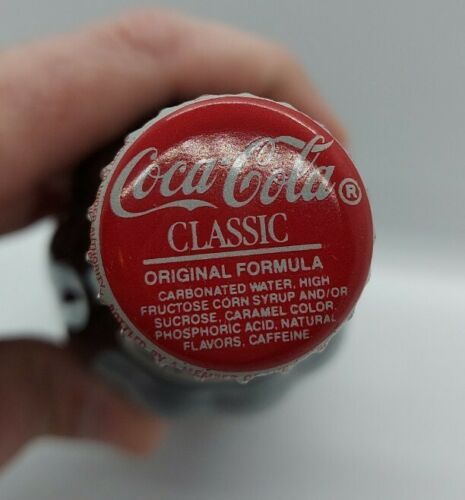 Coca-Cola®
CLASSIC
ORIGINAL FORMULA
CARBONATED WATER, HIGH
FRUCTOSE CORN SYRUP AND/OR
SUCROSE, CARAMEL COLOR,
PHOSPHORIC ACID, NATURAL
FLAVORS, CAFFEINE